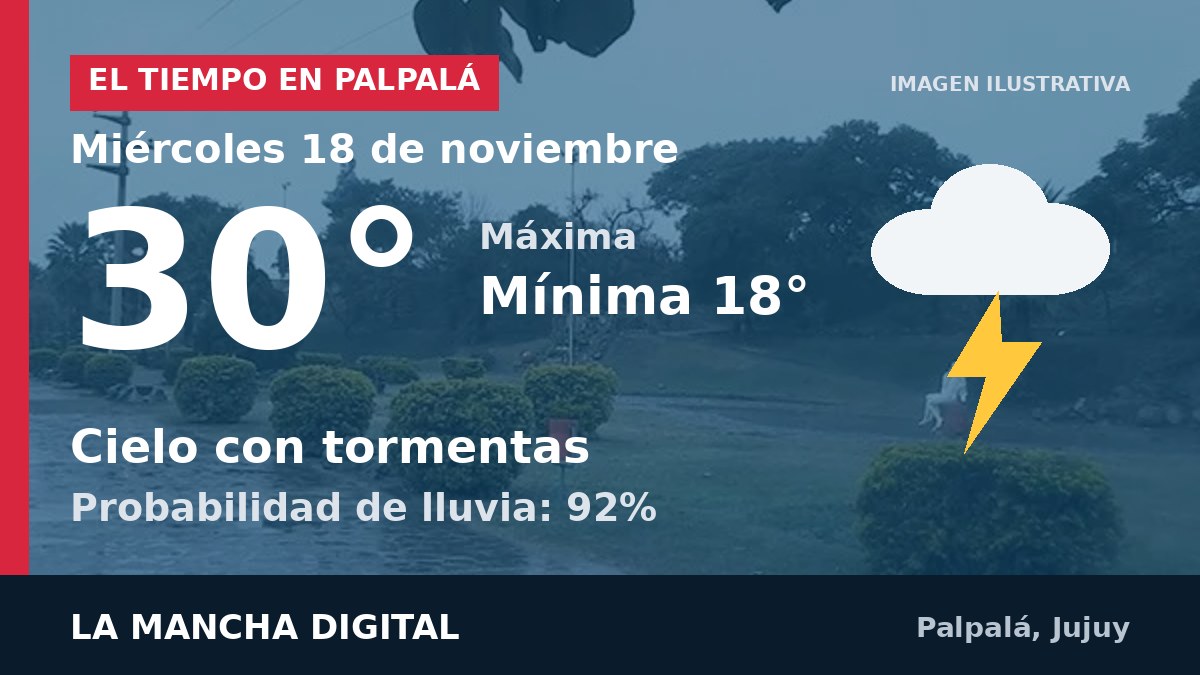 EL TIEMPO EN PALPALÁ
IMAGEN ILUSTRATIVA
Miércoles 18 de noviembre
30°
Máxima
Mínima 18°
Cielo con tormentas
Probabilidad de lluvia: 92%
LA MANCHA DIGITAL
Palpalá, Jujuy